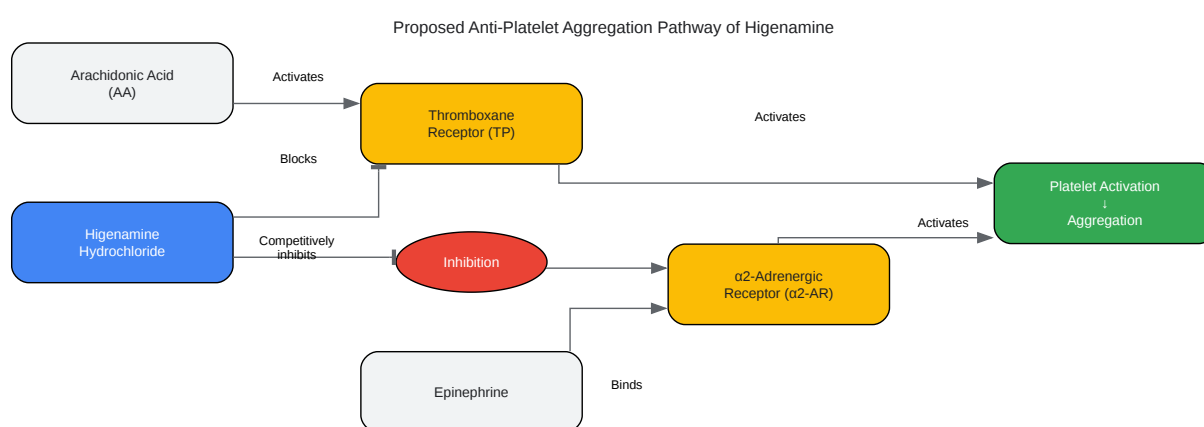 Proposed Anti-Platelet Aggregation Pathway of Higenamine
Arachidonic Acid
(AA)
Activates
Thromboxane
Receptor (TP)
Activates
Blocks
Platelet Activation
↓
Aggregation
Higenamine
Hydrochloride
Competitively
inhibits
Inhibition
Activates
α2-Adrenergic
Receptor (α2-AR)
Epinephrine
Binds